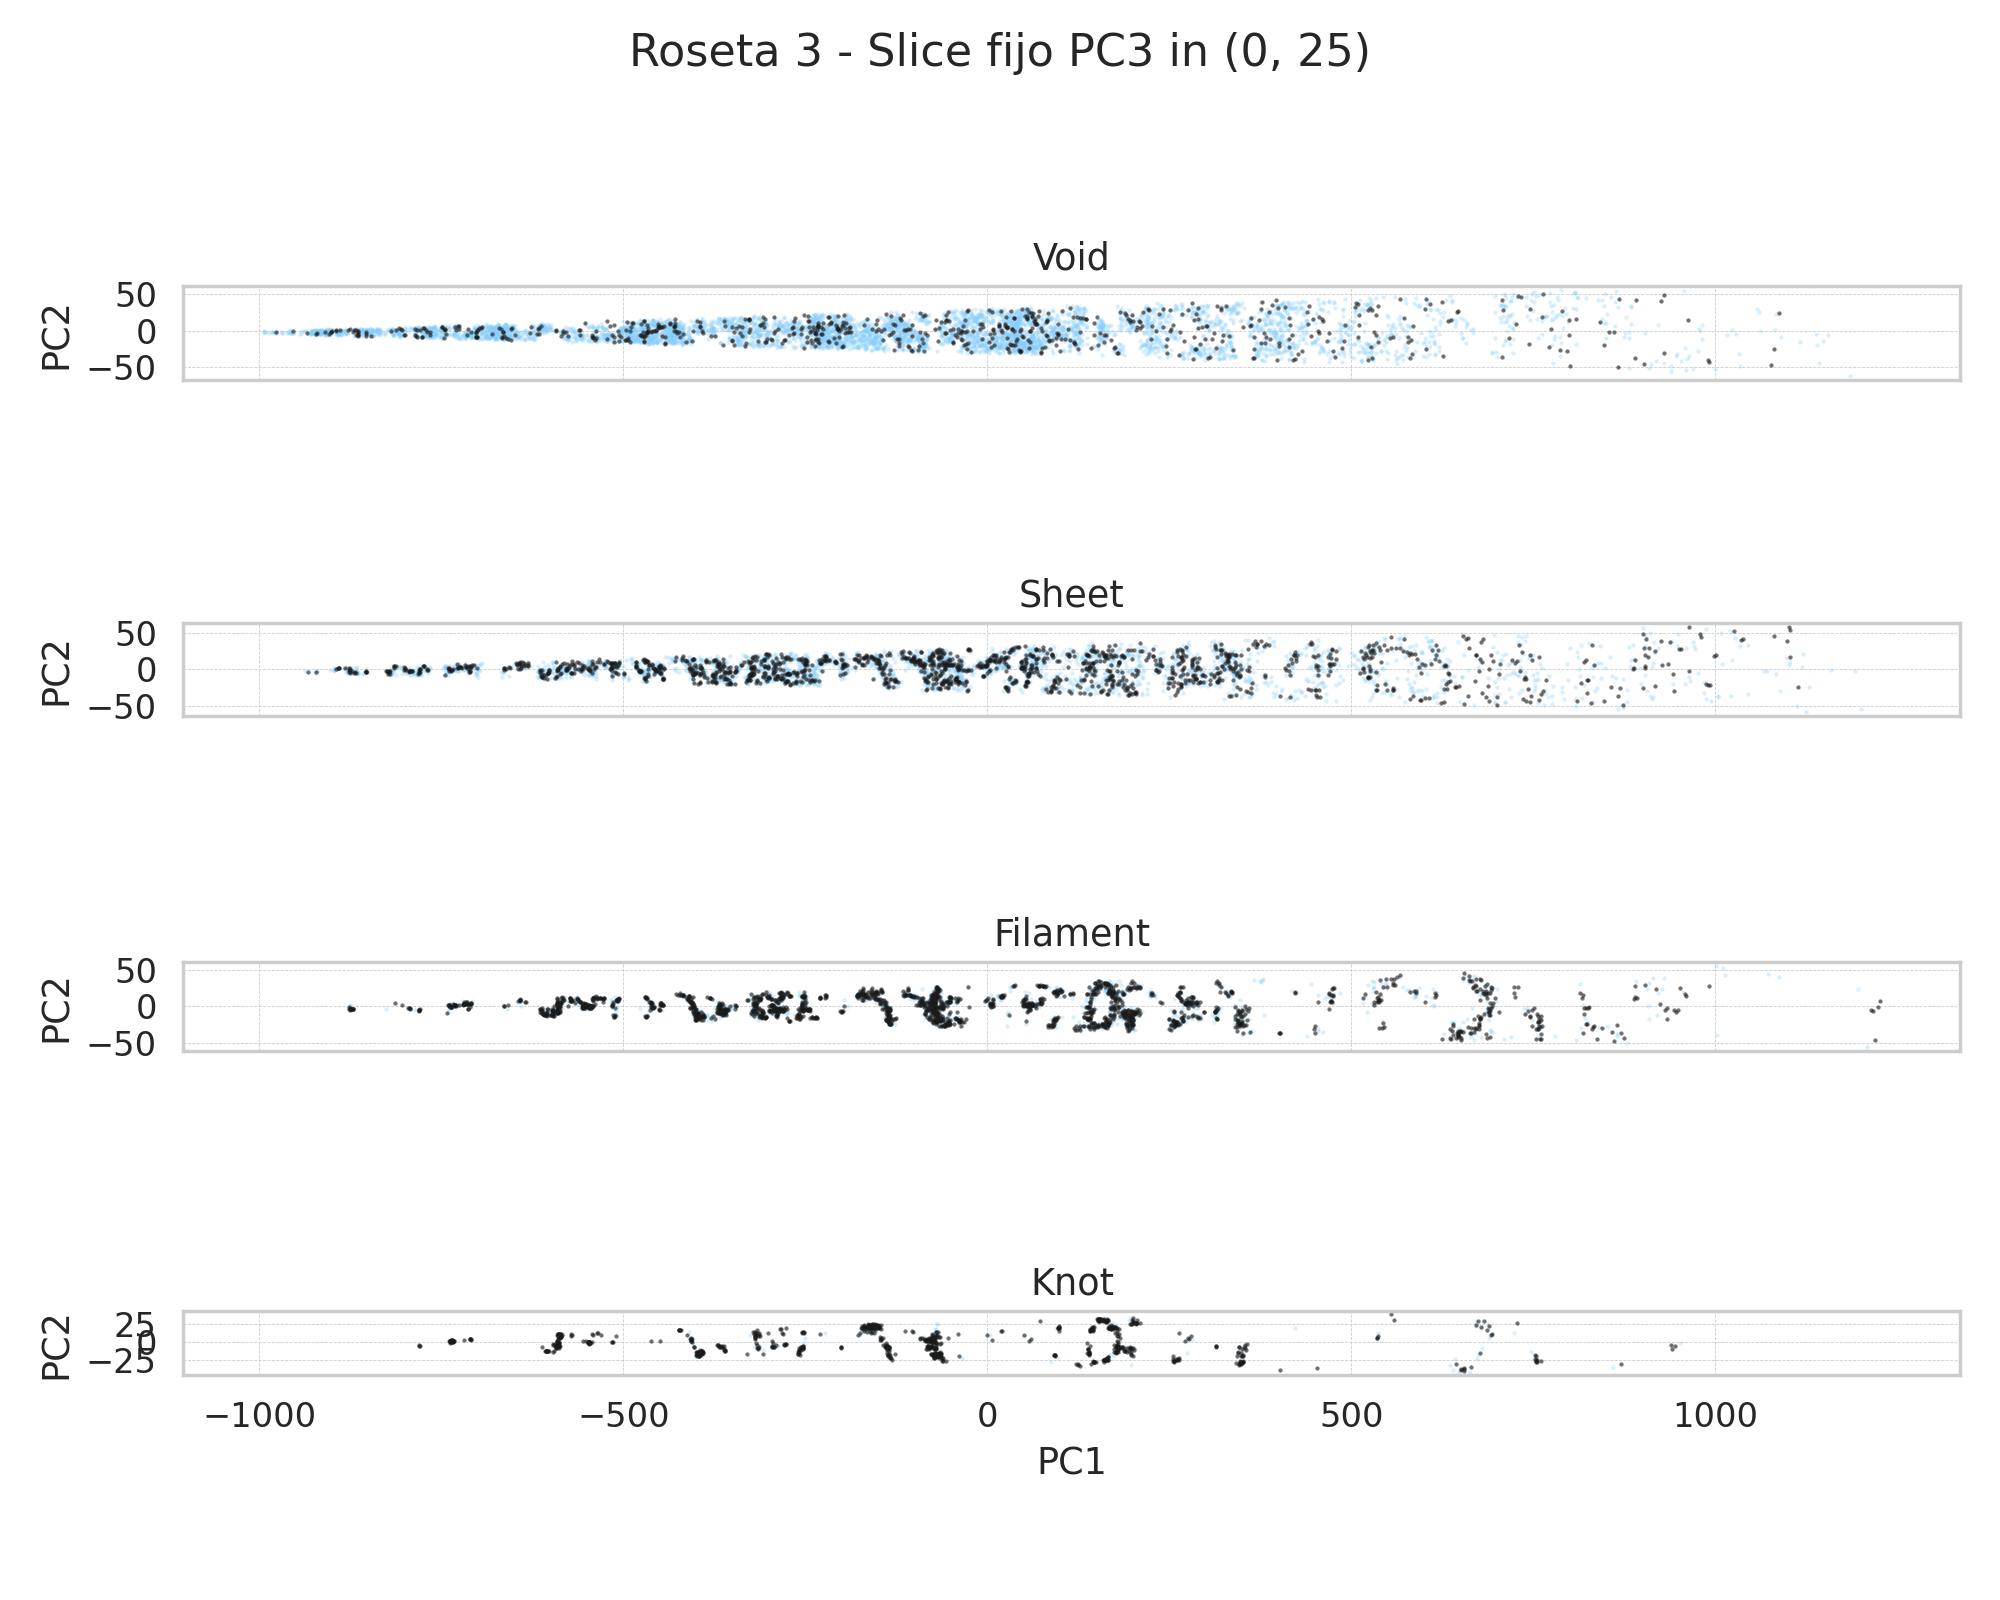 Roseta 3 - Slice fijo PC3 in (0, 25)
Void
PC2
50
0
−50
Sheet
PC2
50
0
−50
Filament
PC2
50
0
−50
Knot
PC2
25
0
−25
−1000 −500 0 500 1000
PC1